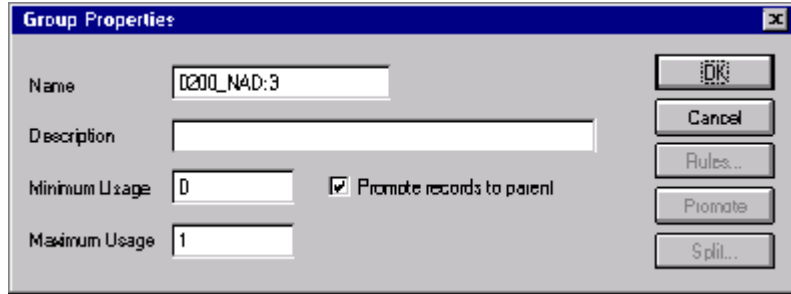 Group Properties
Name
0200_NAD:3
OK
Description
Cancel
Minimum Usage
0
Promote records to parent
Rules...
Maximum Usage
1
Promote
Split...